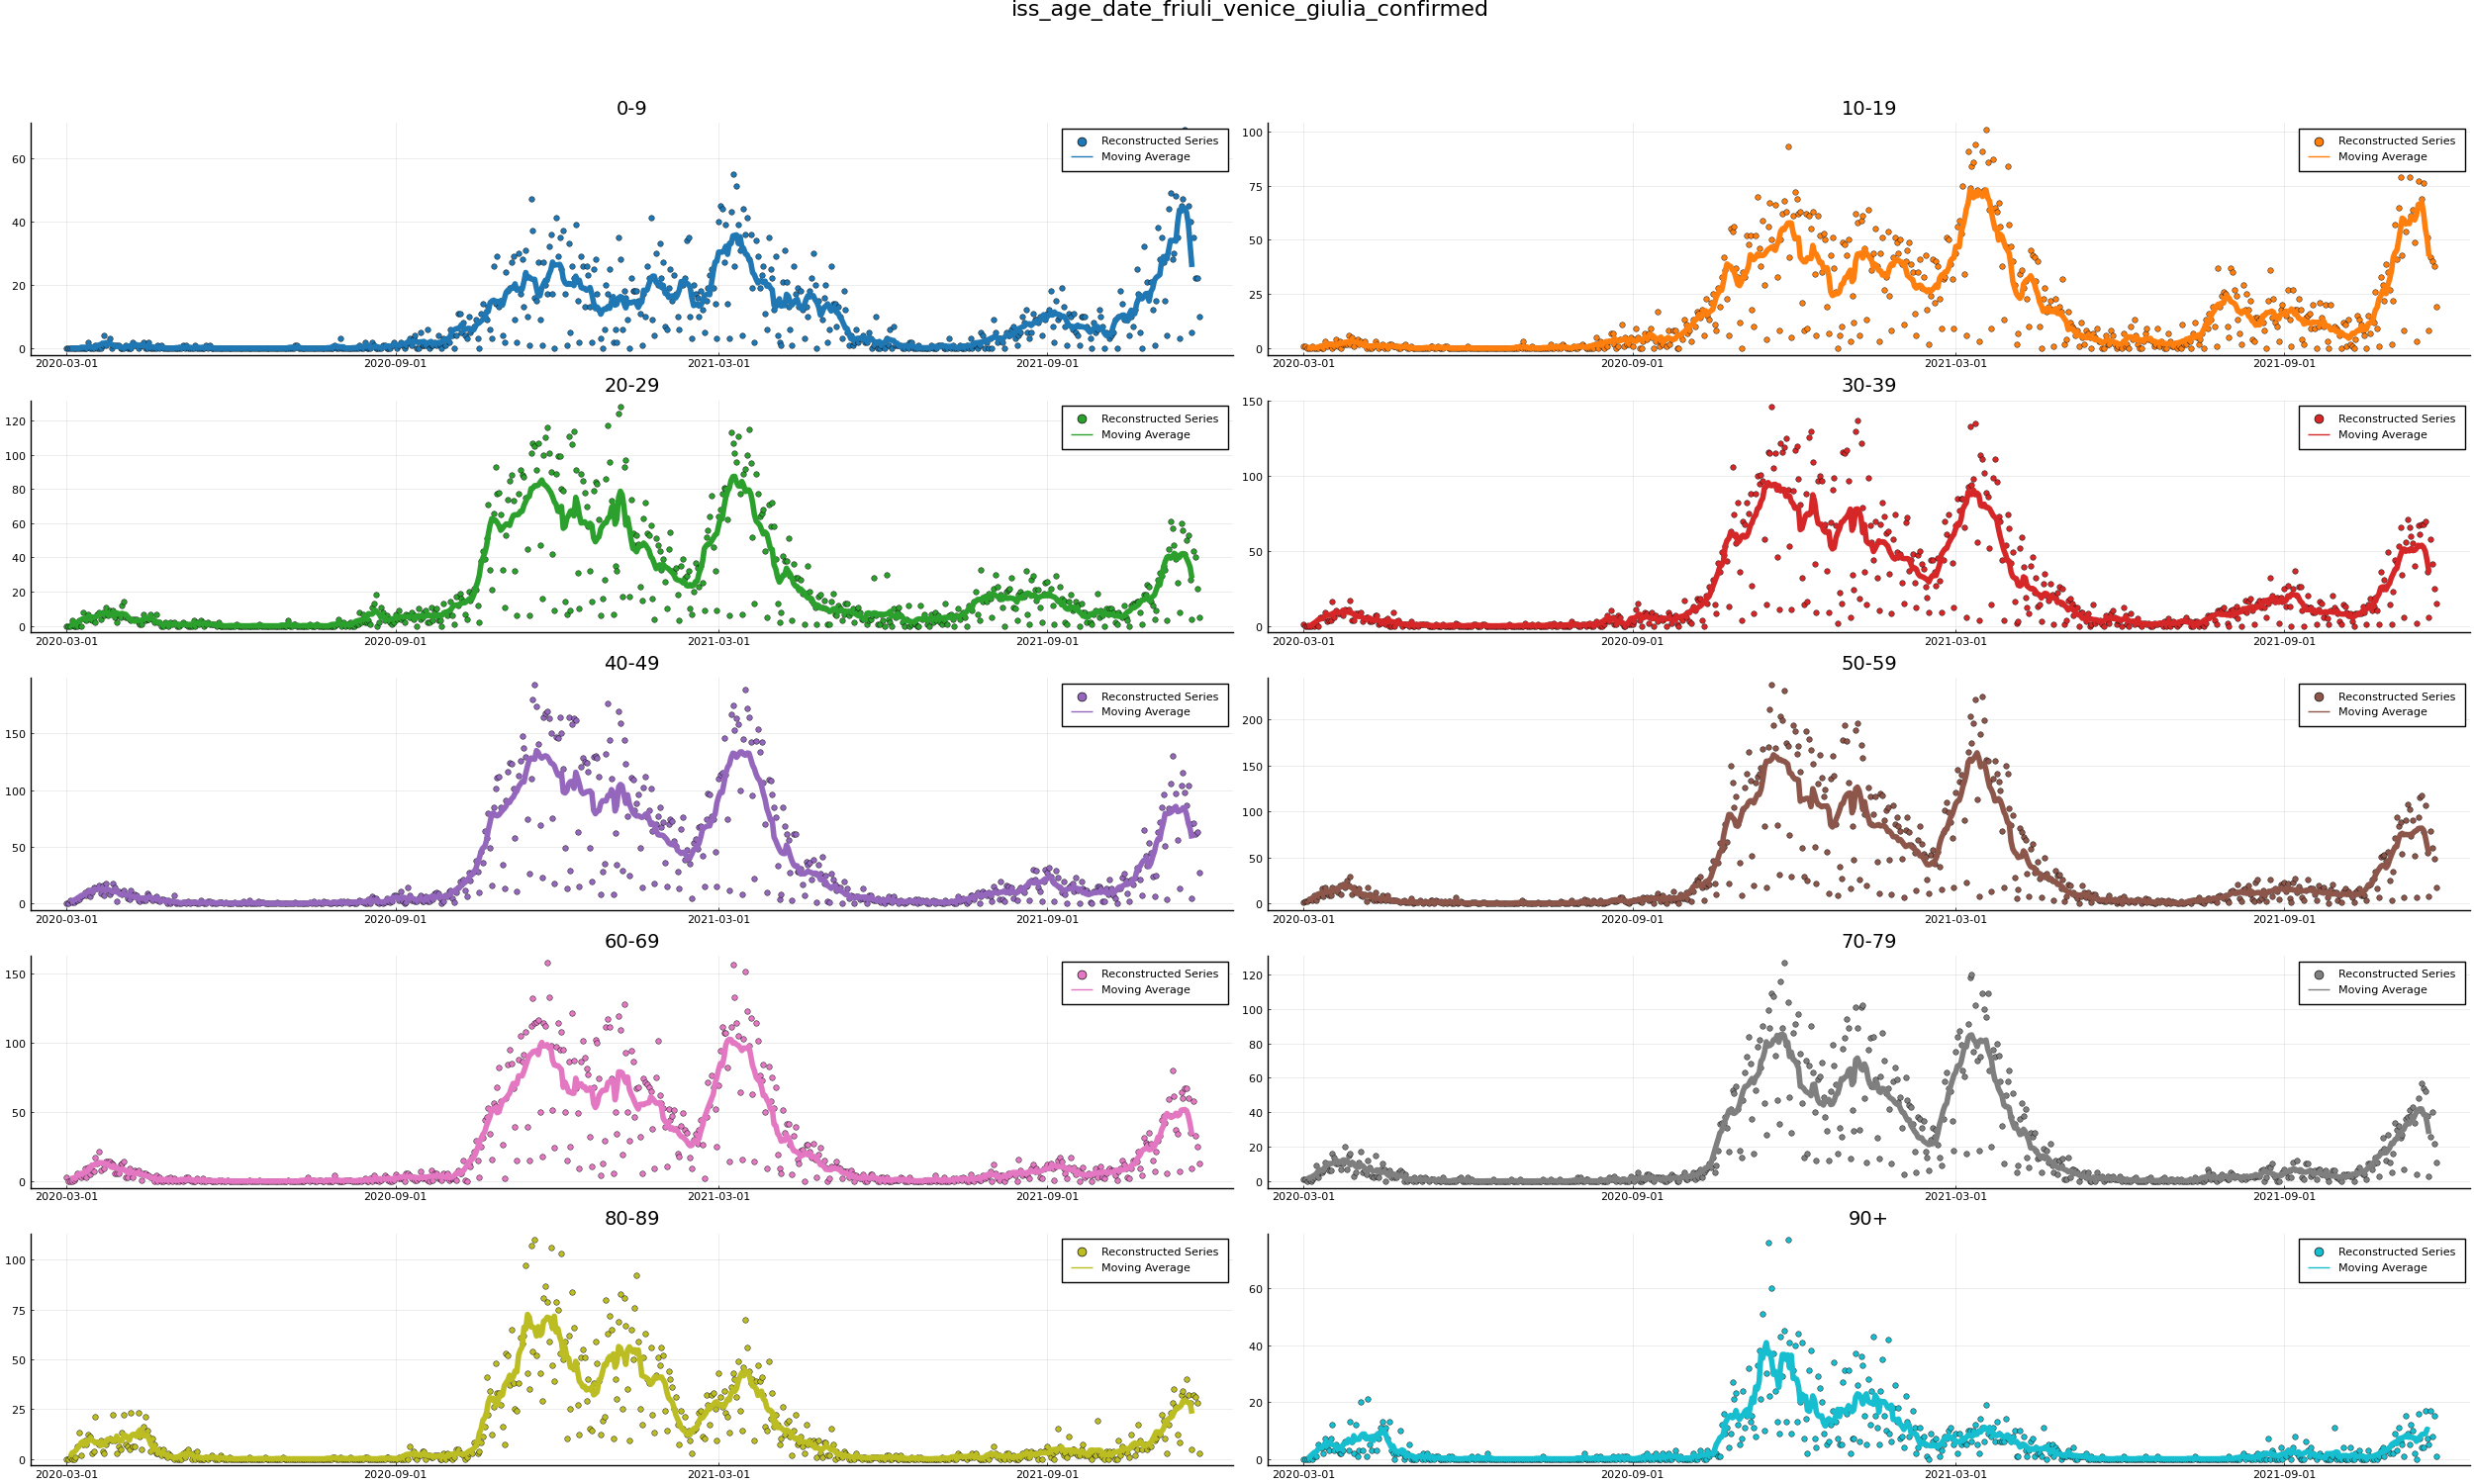 iss_age_date_friuli_venice_giulia_confirmed
0-9
Reconstructed Series
Moving Average
60
40
20
0
2020-03-01 2020-09-01 2021-03-01 2021-09-01
10-19
Reconstructed Series
Moving Average
100
75
50
25
0
2020-03-01 2020-09-01 2021-03-01 2021-09-01
20-29
Reconstructed Series
Moving Average
120
100
80
60
40
20
0
2020-03-01 2020-09-01 2021-03-01 2021-09-01
30-39
Reconstructed Series
Moving Average
150
100
50
0
2020-03-01 2020-09-01 2021-03-01 2021-09-01
40-49
Reconstructed Series
Moving Average
150
100
50
0
2020-03-01 2020-09-01 2021-03-01 2021-09-01
50-59
Reconstructed Series
Moving Average
200
150
100
50
0
2020-03-01 2020-09-01 2021-03-01 2021-09-01
60-69
Reconstructed Series
Moving Average
150
100
50
0
2020-03-01 2020-09-01 2021-03-01 2021-09-01
70-79
Reconstructed Series
Moving Average
120
100
80
60
40
20
0
2020-03-01 2020-09-01 2021-03-01 2021-09-01
80-89
Reconstructed Series
Moving Average
100
75
50
25
0
2020-03-01 2020-09-01 2021-03-01 2021-09-01
90+
Reconstructed Series
Moving Average
60
40
20
0
2020-03-01 2020-09-01 2021-03-01 2021-09-01